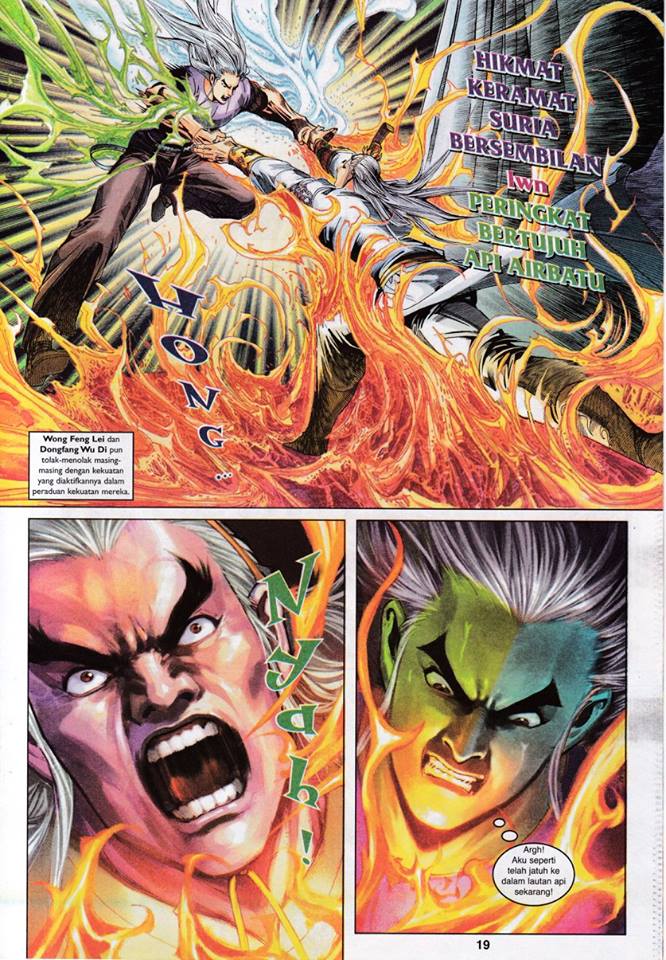 HIKMAT
KERAMAT
SURIA
BERSEMBILAN
lwn
PERINGKAT
BERTUJUH
API AIRBATU
HONG...
Wong Feng Lei dan
Dongfang Wu Di pun
tolak-menolak masing-
masing dengan kekuatan
yang diaktifkannya dalam
peraduan kekuatan mereka.
Nyah!
Argh!
Aku seperti
telah jatuh ke
dalam lautan api
sekarang!
19